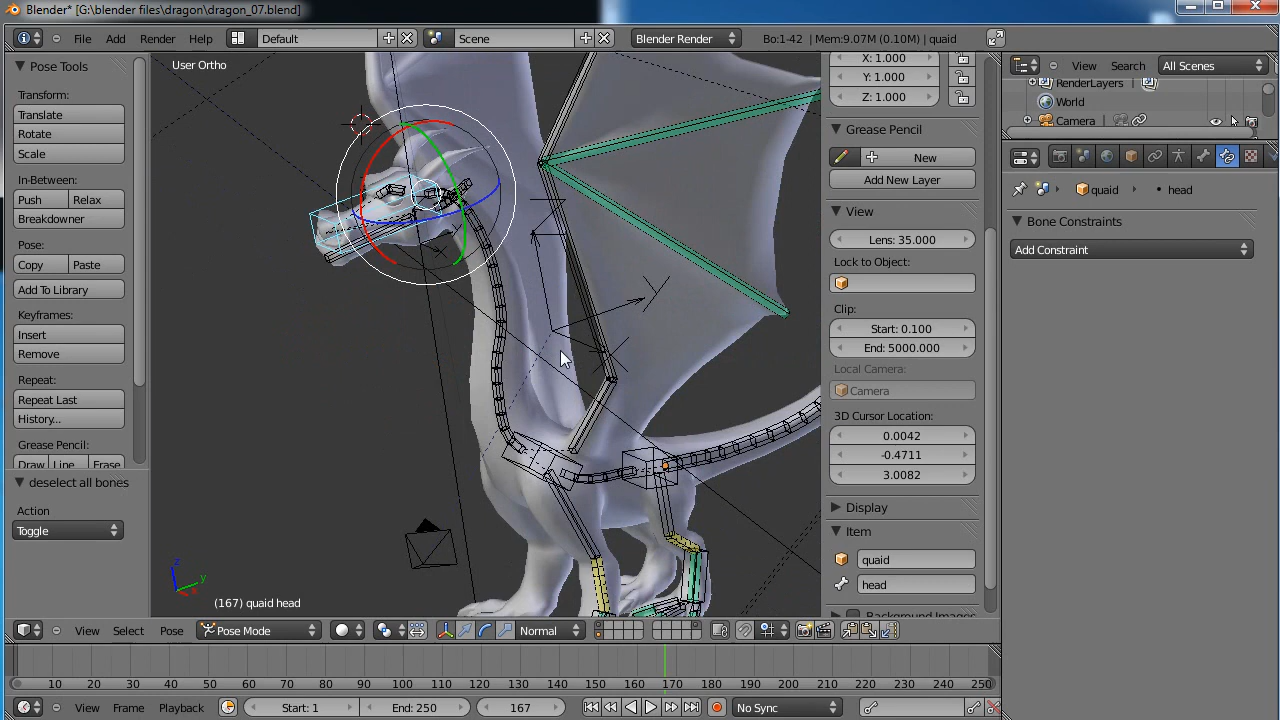 Blender* [G:\blender files\dragon\dragon_07.blend]
File Add Render Help Default Scene Blender Render Bo:1-42 | Mem:9.07M (0.10M) | quaid
Pose Tools
Transform:
Translate
Rotate
Scale
In-Between:
Push Relax
Breakdowner
Pose:
Copy Paste
Add To Library
Keyframes:
Insert
Remove
Repeat:
Repeat Last
History...
Grease Pencil:
Draw Line Erase
deselect all bones
Action
Toggle
User Ortho
z
y
(167) quaid head
X: 1.000
Y: 1.000
Z: 1.000
Grease Pencil
New
Add New Layer
View
Lens: 35.000
Lock to Object:
Clip:
Start: 0.100
End: 5000.000
Local Camera:
Camera
3D Cursor Location:
0.0042
-0.4711
3.0082
Display
Item
quaid
head
Background Images
View Search All Scenes
RenderLayers
World
Camera
quaid head
Bone Constraints
Add Constraint
View Select Pose Pose Mode Normal
10 20 30 40 50 60 70 80 90 100 110 120 130 140 150 160 170 180 190 200 210 220 230 240 250
View Frame Playback Start: 1 End: 250 167 No Sync